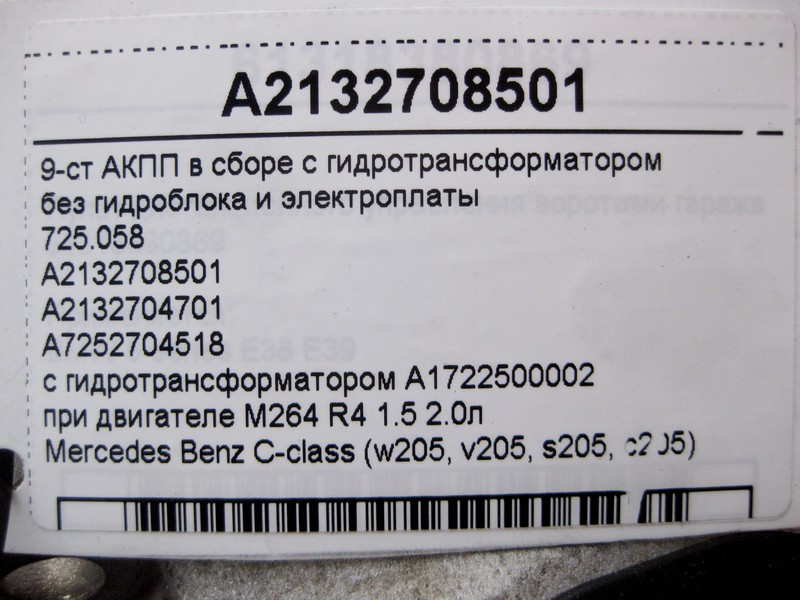 A2132708501
9-ст АКПП в сборе с гидротрансформатором
без гидроблока и электроплаты
725.058
A2132708501
A2132704701
A7252704518
с гидротрансформатором A1722500002
при двигателе M264 R4 1.5 2.0л
Mercedes Benz C-class (w205, v205, s205, c205)